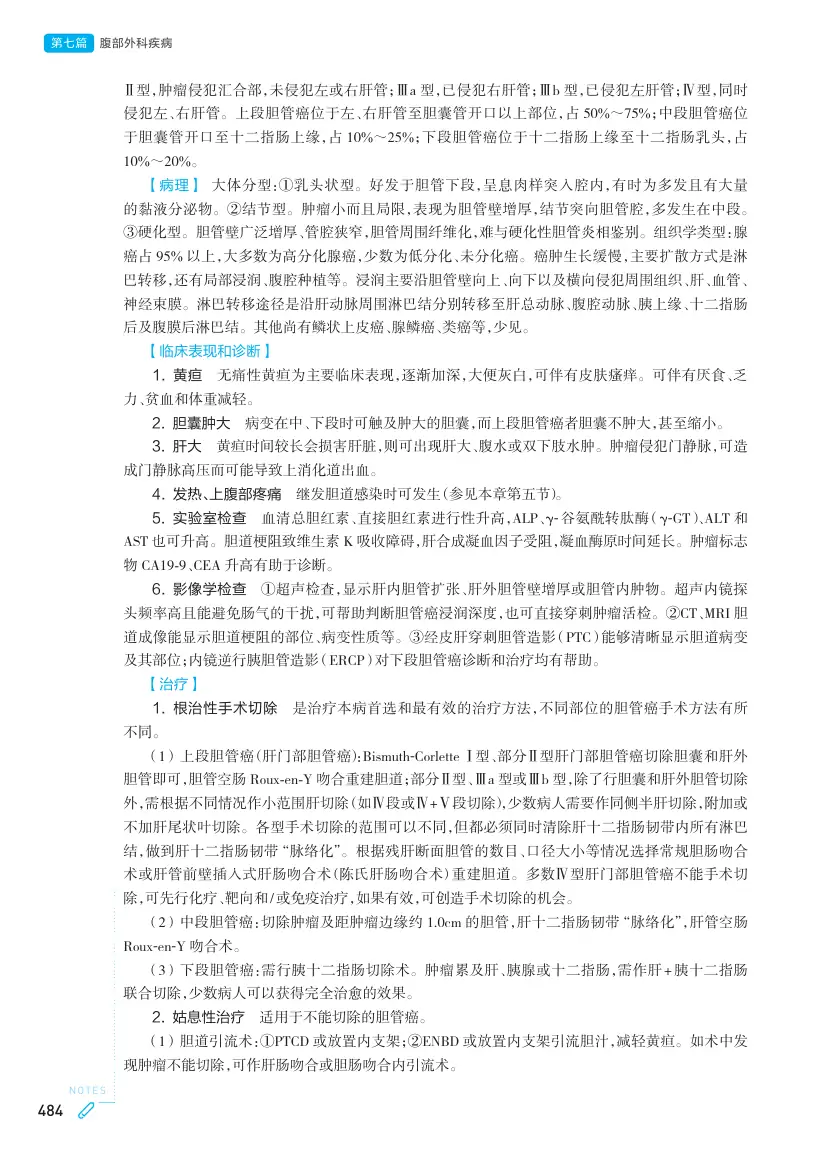 第七篇 腹部外科疾病
Ⅱ型,肿瘤侵犯汇合部,未侵犯左或右肝管;Ⅲa 型,已侵犯右肝管;Ⅲb 型,已侵犯左肝管;Ⅳ型,同时
侵犯左、右肝管。上段胆管癌位于左、右肝管至胆囊管开口以上部位,占 50%～75%;中段胆管癌位
于胆囊管开口至十二指肠上缘,占 10%～25%;下段胆管癌位于十二指肠上缘至十二指肠乳头,占
10%～20%。
【病理】 大体分型:①乳头状型。好发于胆管下段,呈息肉样突入腔内,有时为多发且有大量
的黏液分泌物。②结节型。肿瘤小而且局限,表现为胆管壁增厚,结节突向胆管腔,多发生在中段。
③硬化型。胆管壁广泛增厚、管腔狭窄,胆管周围纤维化,难与硬化性胆管炎相鉴别。组织学类型:腺
癌占 95% 以上,大多数为高分化腺癌,少数为低分化、未分化癌。癌肿生长缓慢,主要扩散方式是淋
巴转移,还有局部浸润、腹腔种植等。浸润主要沿胆管壁向上、向下以及横向侵犯周围组织、肝、血管、
神经束膜。淋巴转移途径是沿肝动脉周围淋巴结分别转移至肝总动脉、腹腔动脉、胰上缘、十二指肠
后及腹膜后淋巴结。其他尚有鳞状上皮癌、腺鳞癌、类癌等,少见。
【临床表现和诊断】
1. 黄疸 无痛性黄疸为主要临床表现,逐渐加深,大便灰白,可伴有皮肤瘙痒。可伴有厌食、乏
力、贫血和体重减轻。
2. 胆囊肿大 病变在中、下段时可触及肿大的胆囊,而上段胆管癌者胆囊不肿大,甚至缩小。
3. 肝大 黄疸时间较长会损害肝脏,则可出现肝大、腹水或双下肢水肿。肿瘤侵犯门静脉,可造
成门静脉高压而可能导致上消化道出血。
4. 发热、上腹部疼痛 继发胆道感染时可发生(参见本章第五节)。
5. 实验室检查 血清总胆红素、直接胆红素进行性升高,ALP、γ-谷氨酰转肽酶(γ-GT)、ALT 和
AST 也可升高。胆道梗阻致维生素 K 吸收障碍,肝合成凝血因子受阻,凝血酶原时间延长。肿瘤标志
物 CA19-9、CEA 升高有助于诊断。
6. 影像学检查 ①超声检查,显示肝内胆管扩张、肝外胆管壁增厚或胆管内肿物。超声内镜探
头频率高且能避免肠气的干扰,可帮助判断胆管癌浸润深度,也可直接穿刺肿瘤活检。②CT、MRI 胆
道成像能显示胆道梗阻的部位、病变性质等。③经皮肝穿刺胆管造影(PTC)能够清晰显示胆道病变
及其部位;内镜逆行胰胆管造影(ERCP)对下段胆管癌诊断和治疗均有帮助。
【治疗】
1. 根治性手术切除 是治疗本病首选和最有效的治疗方法,不同部位的胆管癌手术方法有所
不同。
(1)上段胆管癌(肝门部胆管癌):Bismuth-Corlette Ⅰ型、部分Ⅱ型肝门部胆管癌切除胆囊和肝外
胆管即可,胆管空肠 Roux-en-Y 吻合重建胆道;部分Ⅱ型、Ⅲa 型或Ⅲb 型,除了行胆囊和肝外胆管切除
外,需根据不同情况作小范围肝切除(如Ⅳ段或Ⅳ+Ⅴ段切除),少数病人需要作同侧半肝切除,附加或
不加肝尾状叶切除。各型手术切除的范围可以不同,但都必须同时清除肝十二指肠韧带内所有淋巴
结,做到肝十二指肠韧带“脉络化”。根据残肝断面胆管的数目、口径大小等情况选择常规胆肠吻合
术或肝管前壁插入式肝肠吻合术(陈氏肝肠吻合术)重建胆道。多数Ⅳ型肝门部胆管癌不能手术切
除,可先行化疗、靶向和/或免疫治疗,如果有效,可创造手术切除的机会。
(2)中段胆管癌:切除肿瘤及距肿瘤边缘约 1.0cm 的胆管,肝十二指肠韧带“脉络化”,肝管空肠
Roux-en-Y 吻合术。
(3)下段胆管癌:需行胰十二指肠切除术。肿瘤累及肝、胰腺或十二指肠,需作肝+胰十二指肠
联合切除,少数病人可以获得完全治愈的效果。
2. 姑息性治疗 适用于不能切除的胆管癌。
(1)胆道引流术:①PTCD 或放置内支架;②ENBD 或放置内支架引流胆汁,减轻黄疸。如术中发
现肿瘤不能切除,可作肝肠吻合或胆肠吻合内引流术。
NOTES
484